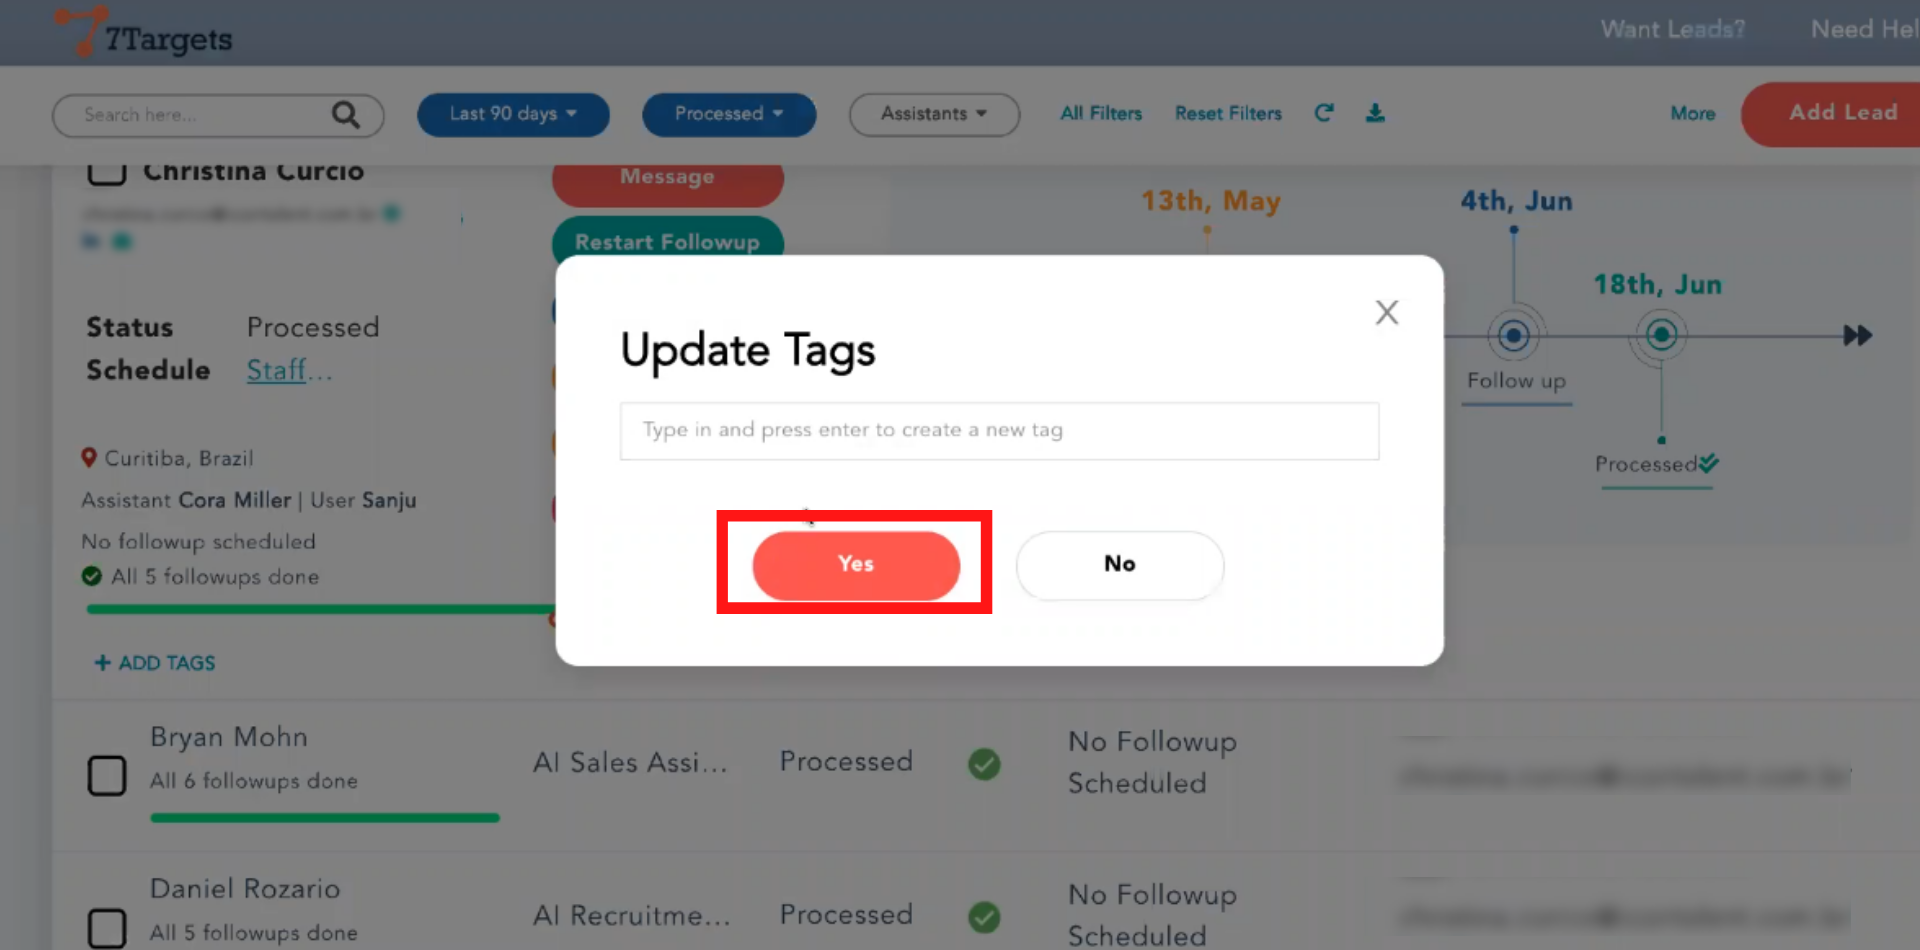 7Targets
Want Leads?
Need Hel
Search here...
Last 90 days
Processed
Assistants
All Filters
Reset Filters
More
Add Lead
Christina Curcio
Message
Restart Followup
13th, May
4th, Jun
18th, Jun
Follow up
Processed
Status Processed
Schedule Staff...
Curitiba, Brazil
Assistant Cora Miller | User Sanju
No followup scheduled
All 5 followups done
+ ADD TAGS
X
Update Tags
Type in and press enter to create a new tag
Yes
No
Bryan Mohn
All 6 followups done
AI Sales Assi...
Processed
No Followup
Scheduled
Daniel Rozario
All 5 followups done
AI Recruitme...
Processed
No Followup
Scheduled